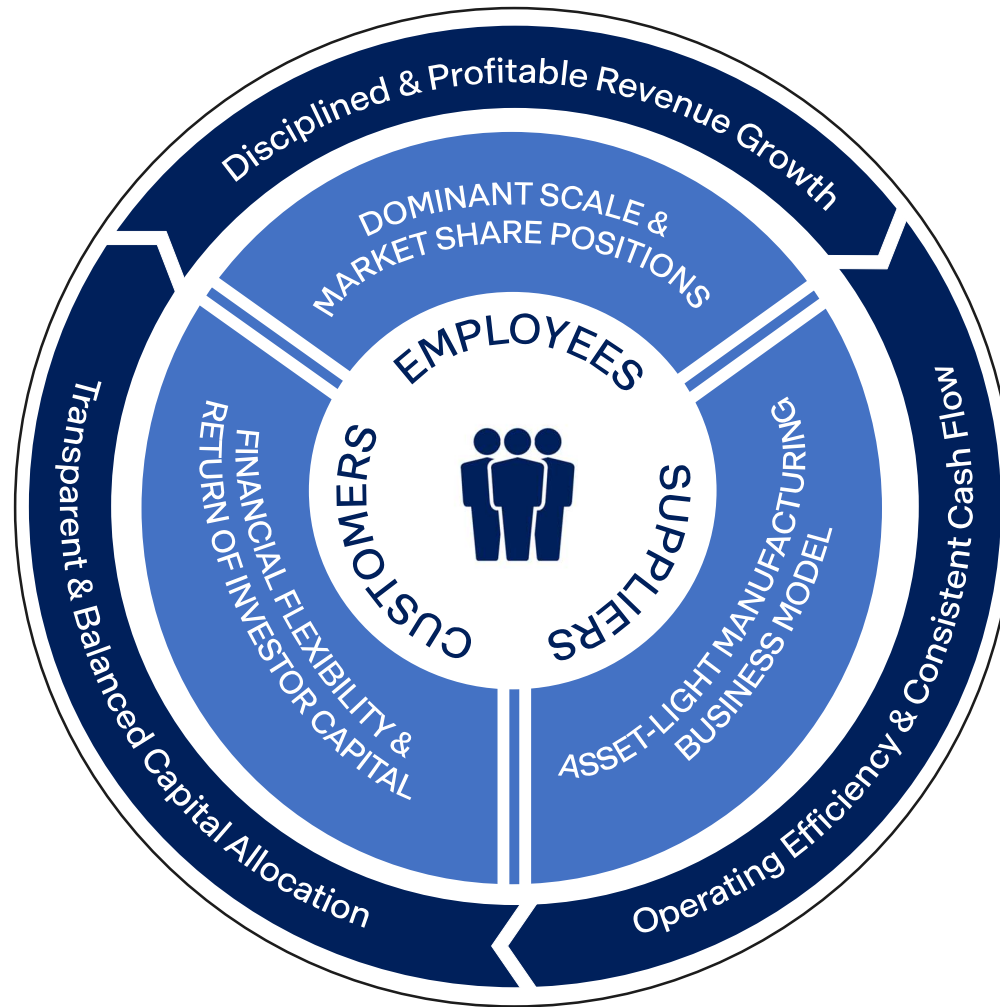 Disciplined & Profitable Revenue Growth
Operating Efficiency & Consistent Cash Flow
Transparent & Balanced Capital Allocation
DOMINANT SCALE &
MARKET SHARE POSITIONS
ASSET-LIGHT MANUFACTURING
BUSINESS MODEL
FINANCIAL FLEXIBILITY &
RETURN OF INVESTOR CAPITAL
EMPLOYEES
SUPPLIERS
CUSTOMERS